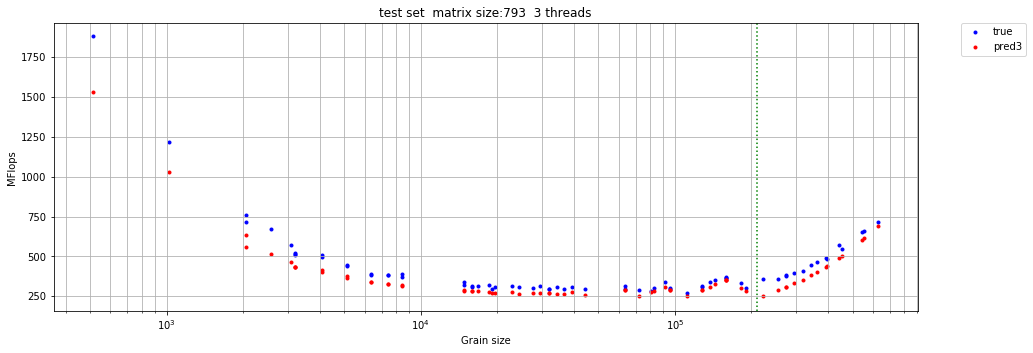 test set matrix size:793 3 threads
true
pred3
MFlops
1750
1500
1250
1000
750
500
250
10³
10⁴
10⁵
Grain size